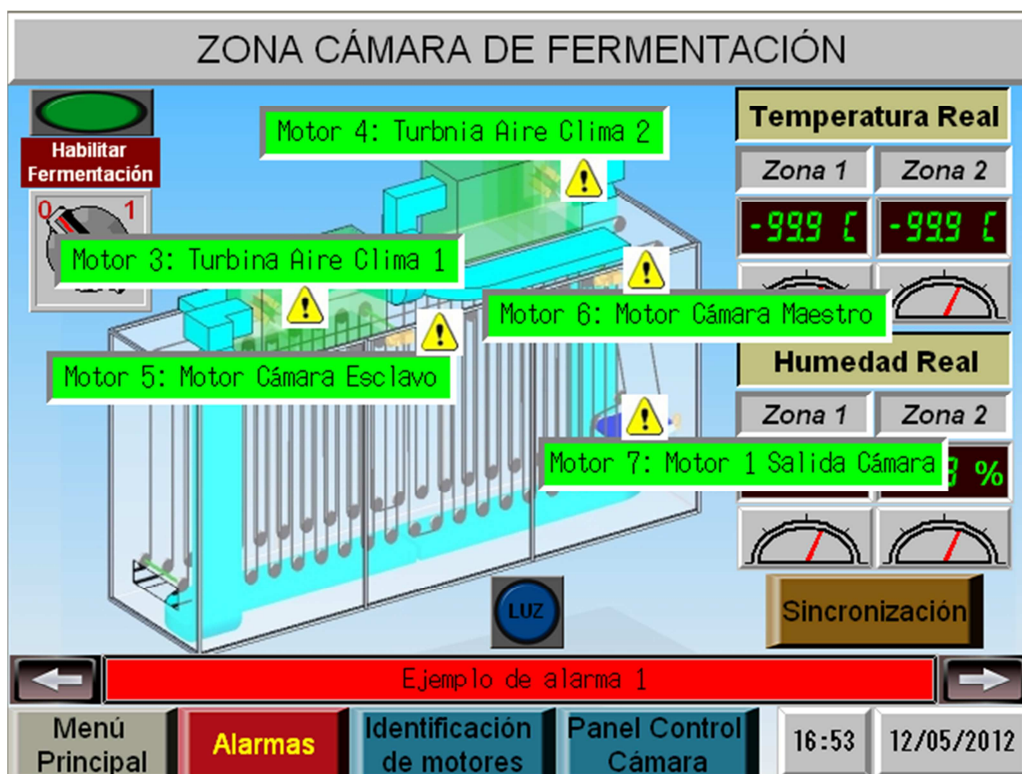 ZONA CÁMARA DE FERMENTACIÓN
Habilitar
Fermentación
0 1
Motor 4: Turbnia Aire Clima 2
Motor 3: Turbina Aire Clima 1
Motor 6: Motor Cámara Maestro
Motor 5: Motor Cámara Esclavo
Motor 7: Motor 1 Salida Cámara
Temperatura Real
Zona 1 Zona 2
-99.9 C -99.9 C
Humedad Real
Zona 1 Zona 2
%
LUZ
Sincronización
Ejemplo de alarma 1
Menú
Principal
Alarmas
Identificación
de motores
Panel Control
Cámara
16:53
12/05/2012